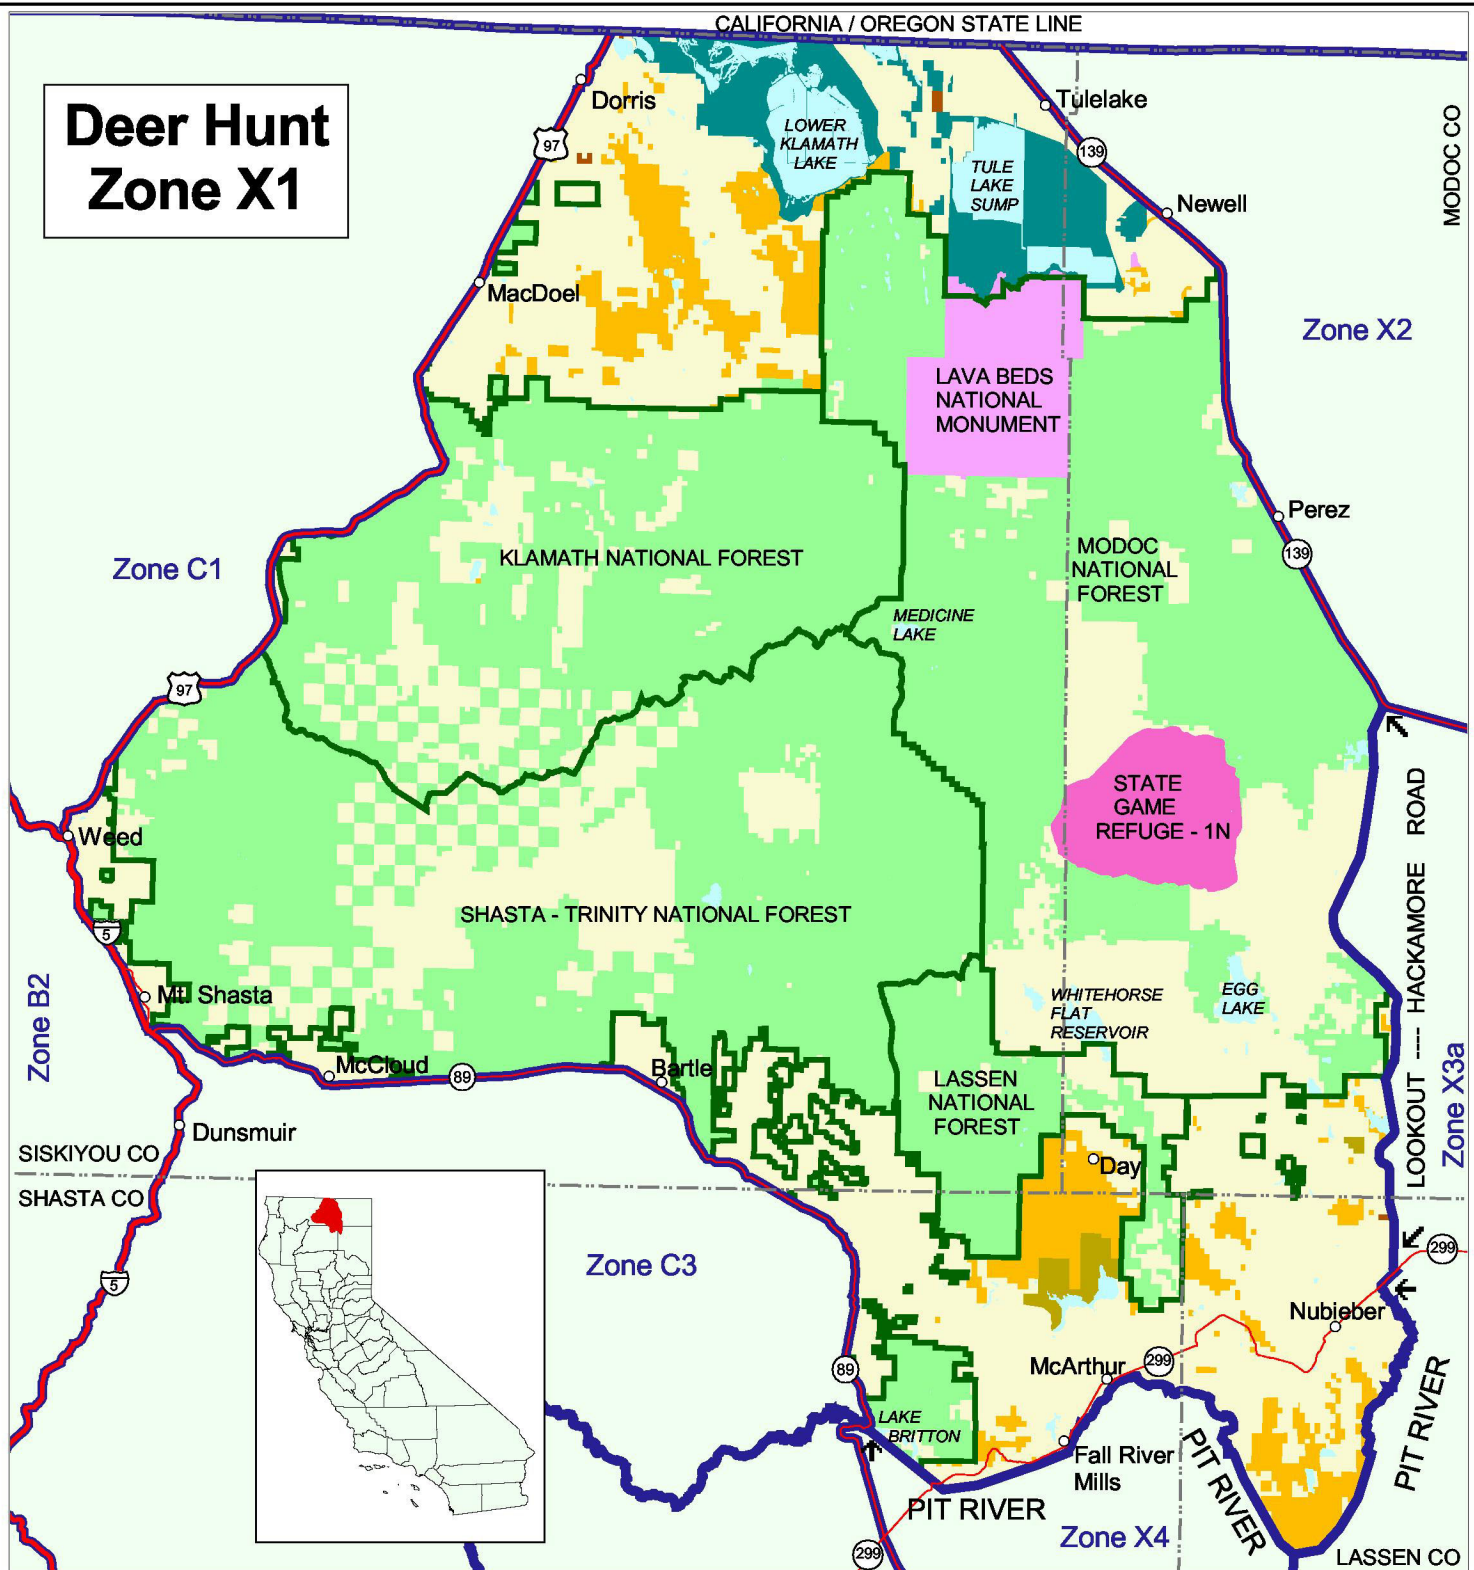 CALIFORNIA / OREGON STATE LINE
Deer Hunt
Zone X1
Dorris
97
LOWER
KLAMATH
LAKE
Tulelake
139
TULE
LAKE
SUMP
Newell
MODOC CO
MacDoel
Zone X2
LAVA BEDS
NATIONAL
MONUMENT
Perez
139
KLAMATH NATIONAL FOREST
MODOC
NATIONAL
FOREST
Zone C1
MEDICINE
LAKE
97
STATE
GAME
REFUGE - 1N
Weed
SHASTA - TRINITY NATIONAL FOREST
5
LOOKOUT ---- HACKAMORE ROAD
Zone B2
Mt. Shasta
WHITEHORSE
FLAT
RESERVOIR
EGG
LAKE
McCloud
89
Bartle
LASSEN
NATIONAL
FOREST
Zone X3a
Dunsmuir
SISKIYOU CO
SHASTA CO
Day
Zone C3
299
5
Nubieber
89
McArthur
299
LAKE
BRITTON
Fall River
Mills
PIT RIVER
PIT RIVER
PIT RIVER
Zone X4
299
LASSEN CO